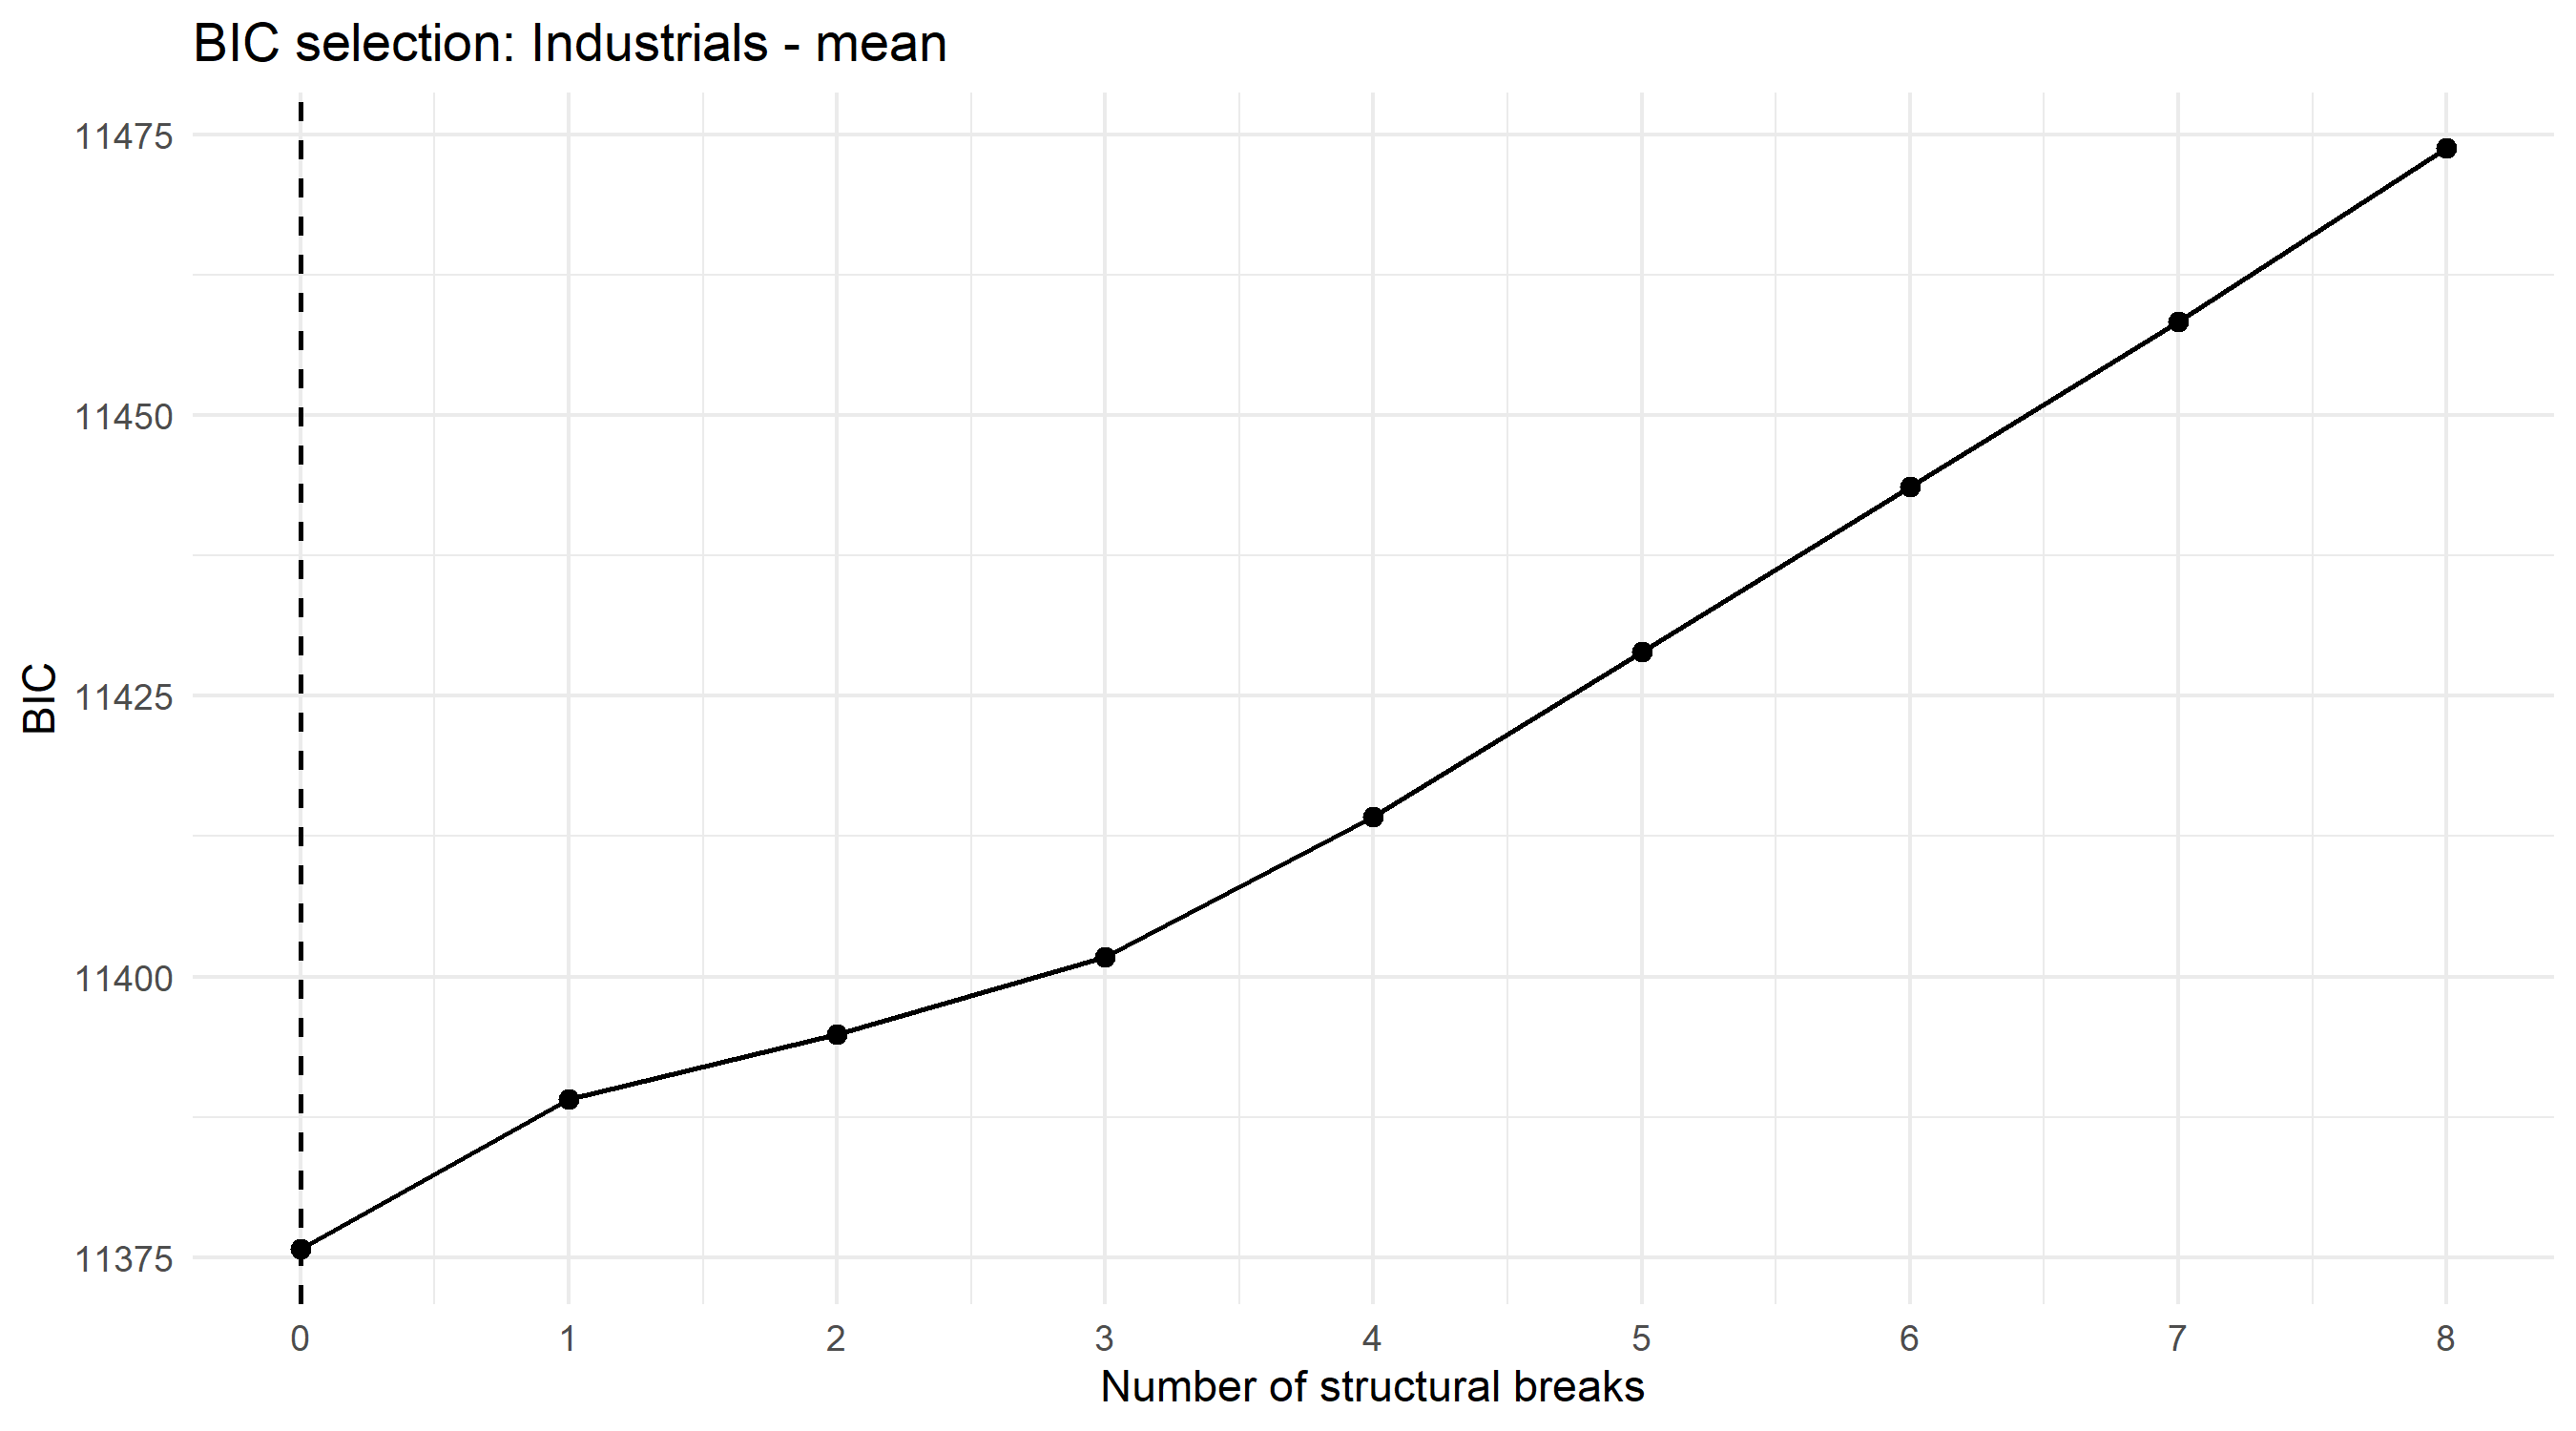 BIC selection: Industrials - mean
11475
11450
11425
11400
11375
BIC
0 1 2 3 4 5 6 7 8
Number of structural breaks